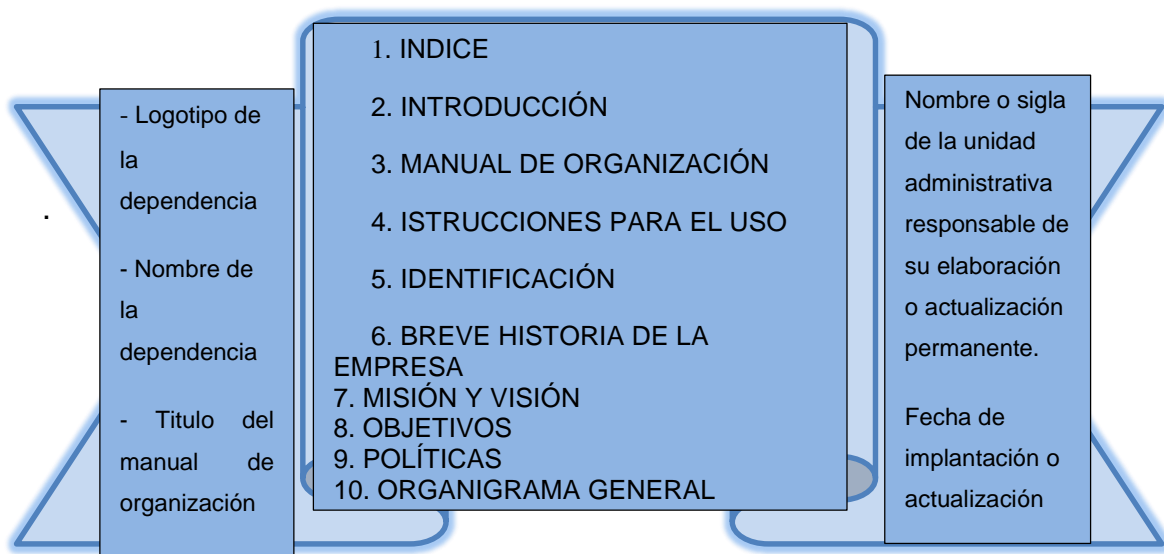 - Logotipo de
la
dependencia
- Nombre de
la
dependencia
- Titulo del
manual de
organización
.
1. INDICE
2. INTRODUCCIÓN
3. MANUAL DE ORGANIZACIÓN
4. ISTRUCCIONES PARA EL USO
5. IDENTIFICACIÓN
6. BREVE HISTORIA DE LA
EMPRESA
7. MISIÓN Y VISIÓN
8. OBJETIVOS
9. POLÍTICAS
10. ORGANIGRAMA GENERAL
Nombre o sigla
de la unidad
administrativa
responsable de
su elaboración
o actualización
permanente.
Fecha de
implantación o
actualización